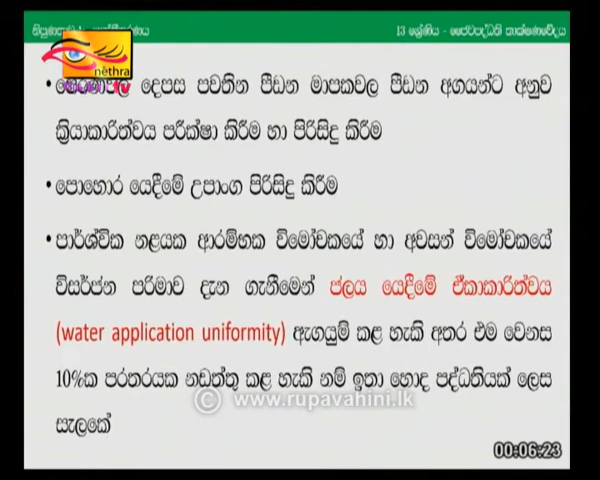 13 ශ්‍රේණිය - ජෛවපද්ධති තාක්ෂණවේදය
nēthra
tv
දෙපස පවතින පීඩන මාපකවල පීඩන අගයන්ට අනුව
ක්‍රියාකාරිත්වය පරීක්ෂා කිරීම හා පිරිසිදු කිරීම
• පොහොර යෙදීමේ උපාංග පිරිසිදු කිරීම
• පාර්ශ්වික නළයක ආරම්භක විමෝචකයේ හා අවසන් විමෝචකයේ
විසර්ජන පරිමාව දැන ගැනීමෙන් ජලය යෙදීමේ ඒකාකාරිත්වය
(water application uniformity) ඇගයුම් කළ හැකි අතර එම වෙනස
10%ක පරතරයක නඩත්තු කළ හැකි නම් ඉතා හොඳ පද්ධතියක් ලෙස
© www.rupavahini.lk
සැලකේ
00:06:23